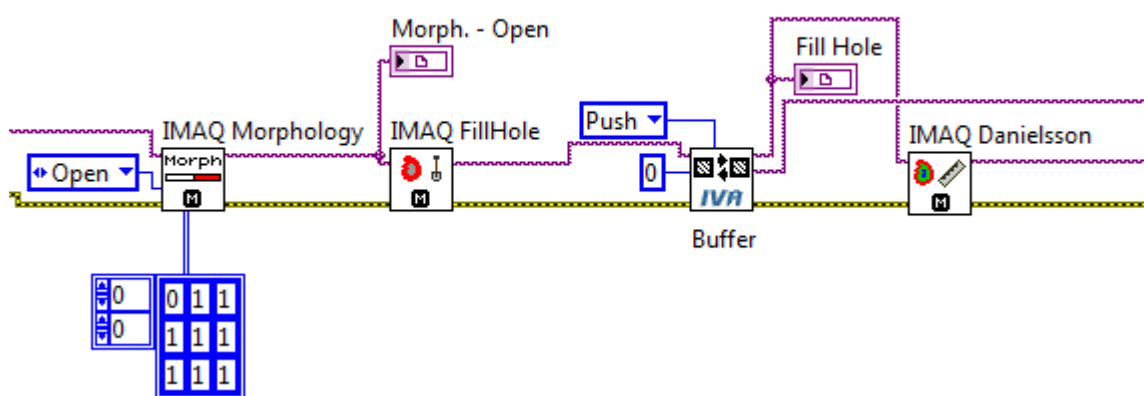 Morph. - Open
Fill Hole
IMAQ Morphology
IMAQ FillHole
Push
IMAQ Danielsson
Morph
Open
0
M
M
IVA
M
Buffer
0
0 1 1
0
1 1 1
1 1 1